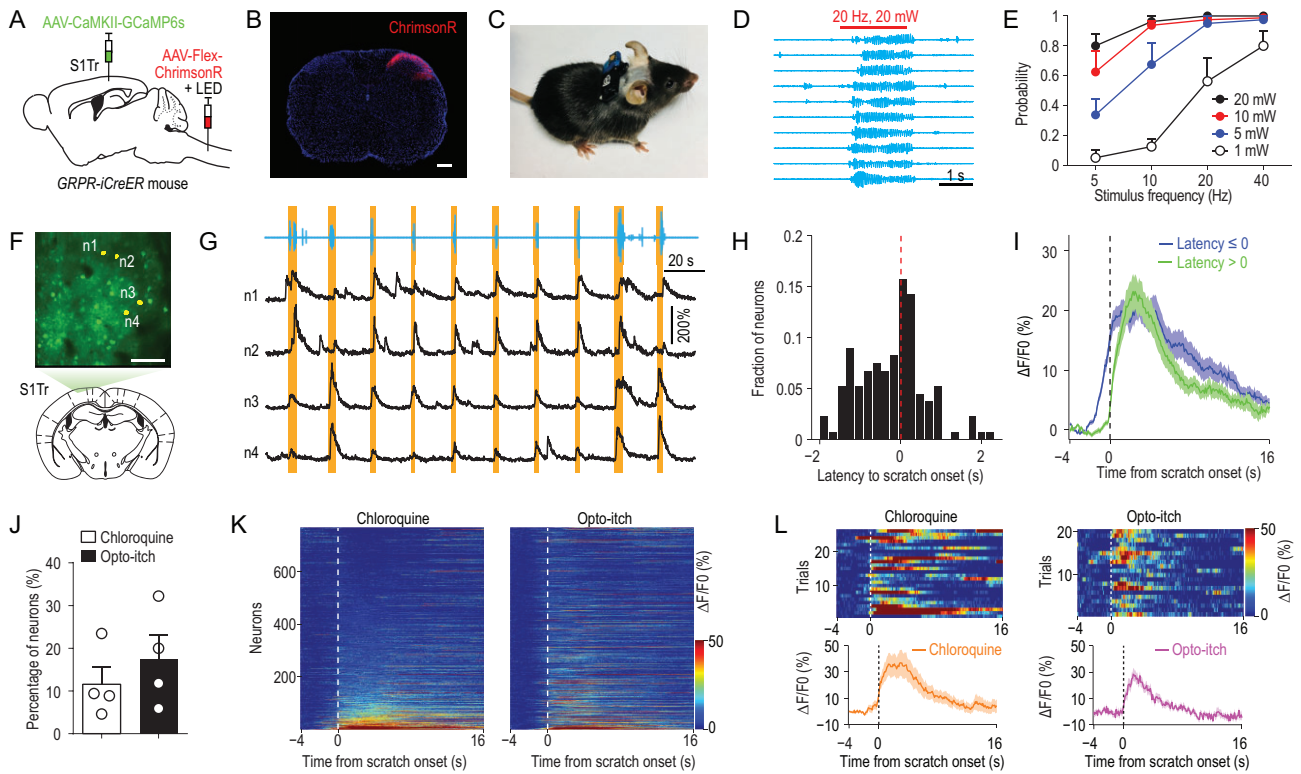 A
AAV-CaMKII-GCaMP6s
S1Tr
AAV-Flex-
ChrimsonR
+ LED
GRPR-iCreER mouse
B
ChrimsonR
C
D
20 Hz, 20 mW
1 s
E
Probability
1
0.8
0.6
0.4
0.2
0
20 mW
10 mW
5 mW
1 mW
5 10 20 40
Stimulus frequency (Hz)
F
n1
n2
n3
n4
S1Tr
G
20 s
n1
200%
n2
n3
n4
H
Fraction of neurons
0.2
0.15
0.1
0.05
0
−2 0 2
Latency to scratch onset (s)
I
ΔF/F0 (%)
30
20
10
0
Latency ≤ 0
Latency > 0
−4 0 16
Time from scratch onset (s)
J
Chloroquine
Opto-itch
Percentage of neurons (%)
40
30
20
10
0
K
Chloroquine
Opto-itch
Neurons
600
400
200
−4 0 16
−4 0 16
Time from scratch onset (s)
Time from scratch onset (s)
50
0
ΔF/F0 (%)
L
Chloroquine
Opto-itch
Trials
20
10
−4 0 16
50
0
ΔF/F0 (%)
Trials
20
10
−4 0 16
50
0
ΔF/F0 (%)
Chloroquine
ΔF/F0 (%)
50
30
10
−10
−4 0 16
Time from scratch onset (s)
Opto-itch
ΔF/F0 (%)
50
30
10
−10
−4 0 16
Time from scratch onset (s)